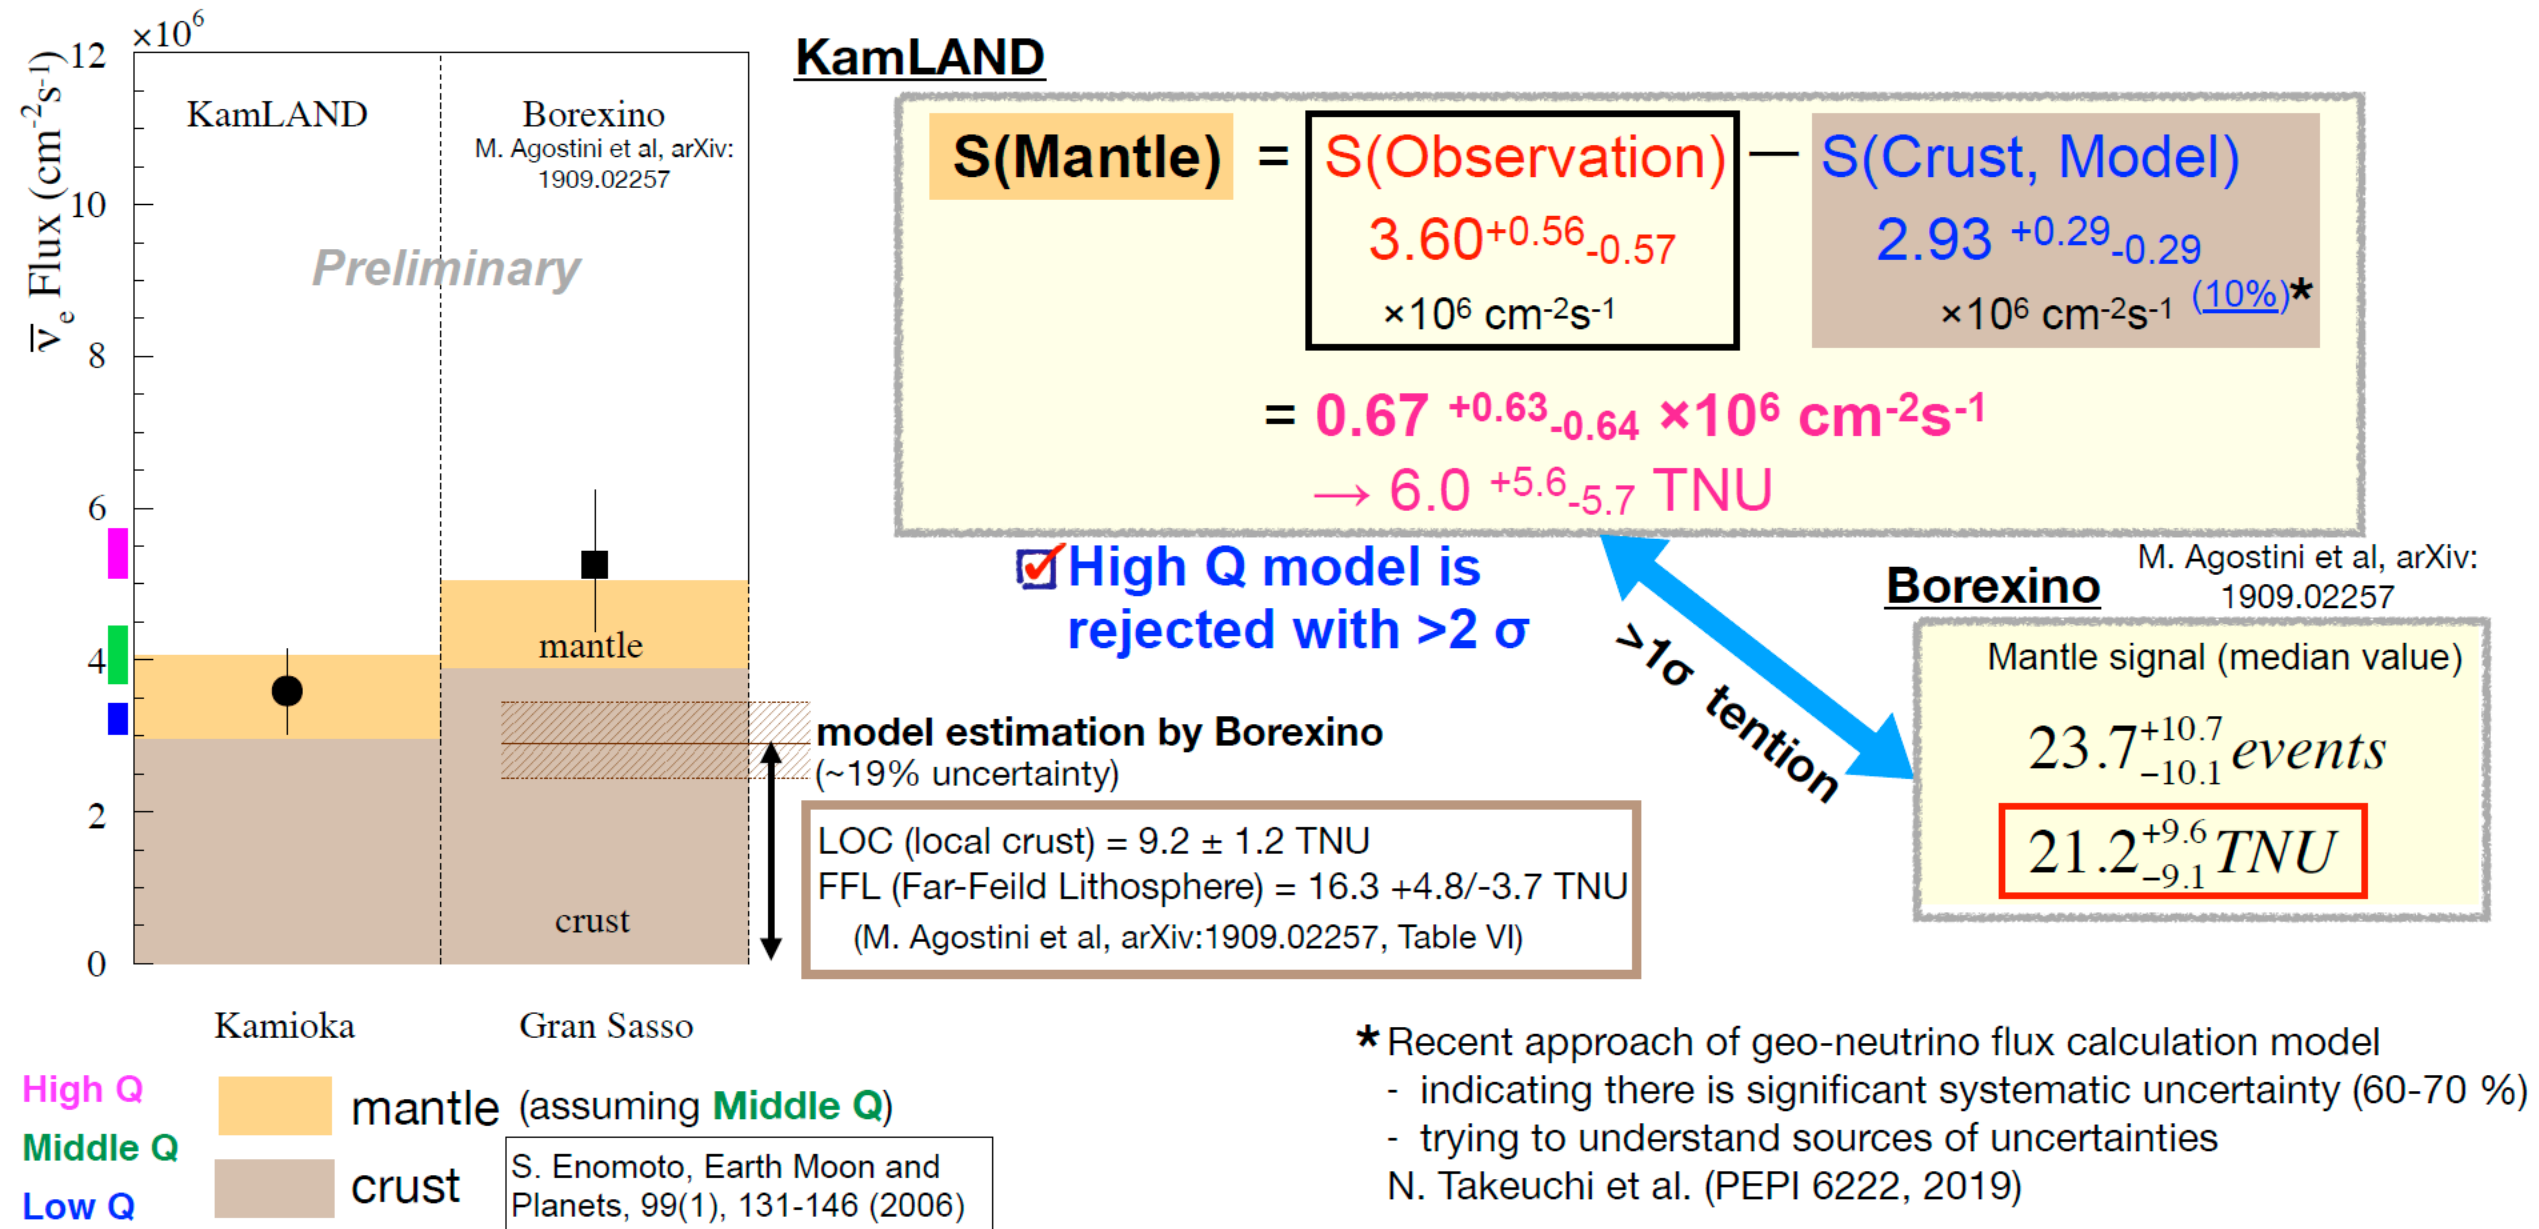 ×10⁶
ν̄ₑ Flux (cm⁻²s⁻¹)
12
10
8
6
4
2
0
KamLAND
Borexino
M. Agostini et al, arXiv:
1909.02257
Preliminary
mantle
crust
Kamioka
Gran Sasso
High Q
Middle Q
Low Q
mantle (assuming Middle Q)
crust
S. Enomoto, Earth Moon and
Planets, 99(1), 131-146 (2006)
KamLAND
S(Mantle) = S(Observation) — S(Crust, Model)
3.60+0.56-0.57 2.93 +0.29-0.29
×10⁶ cm-2s-1 ×10⁶ cm-2s-1 (10%)*
= 0.67 +0.63-0.64 ×10⁶ cm-2s-1
→ 6.0 +5.6-5.7 TNU
High Q model is
rejected with >2 σ
>1σ tention
model estimation by Borexino
(~19% uncertainty)
LOC (local crust) = 9.2 ± 1.2 TNU
FFL (Far-Feild Lithosphere) = 16.3 +4.8/-3.7 TNU
(M. Agostini et al, arXiv:1909.02257, Table VI)
Borexino
M. Agostini et al, arXiv:
1909.02257
Mantle signal (median value)
23.7+10.7−10.1 events
21.2+9.6−9.1 TNU
* Recent approach of geo-neutrino flux calculation model
- indicating there is significant systematic uncertainty (60-70 %)
- trying to understand sources of uncertainties
N. Takeuchi et al. (PEPI 6222, 2019)